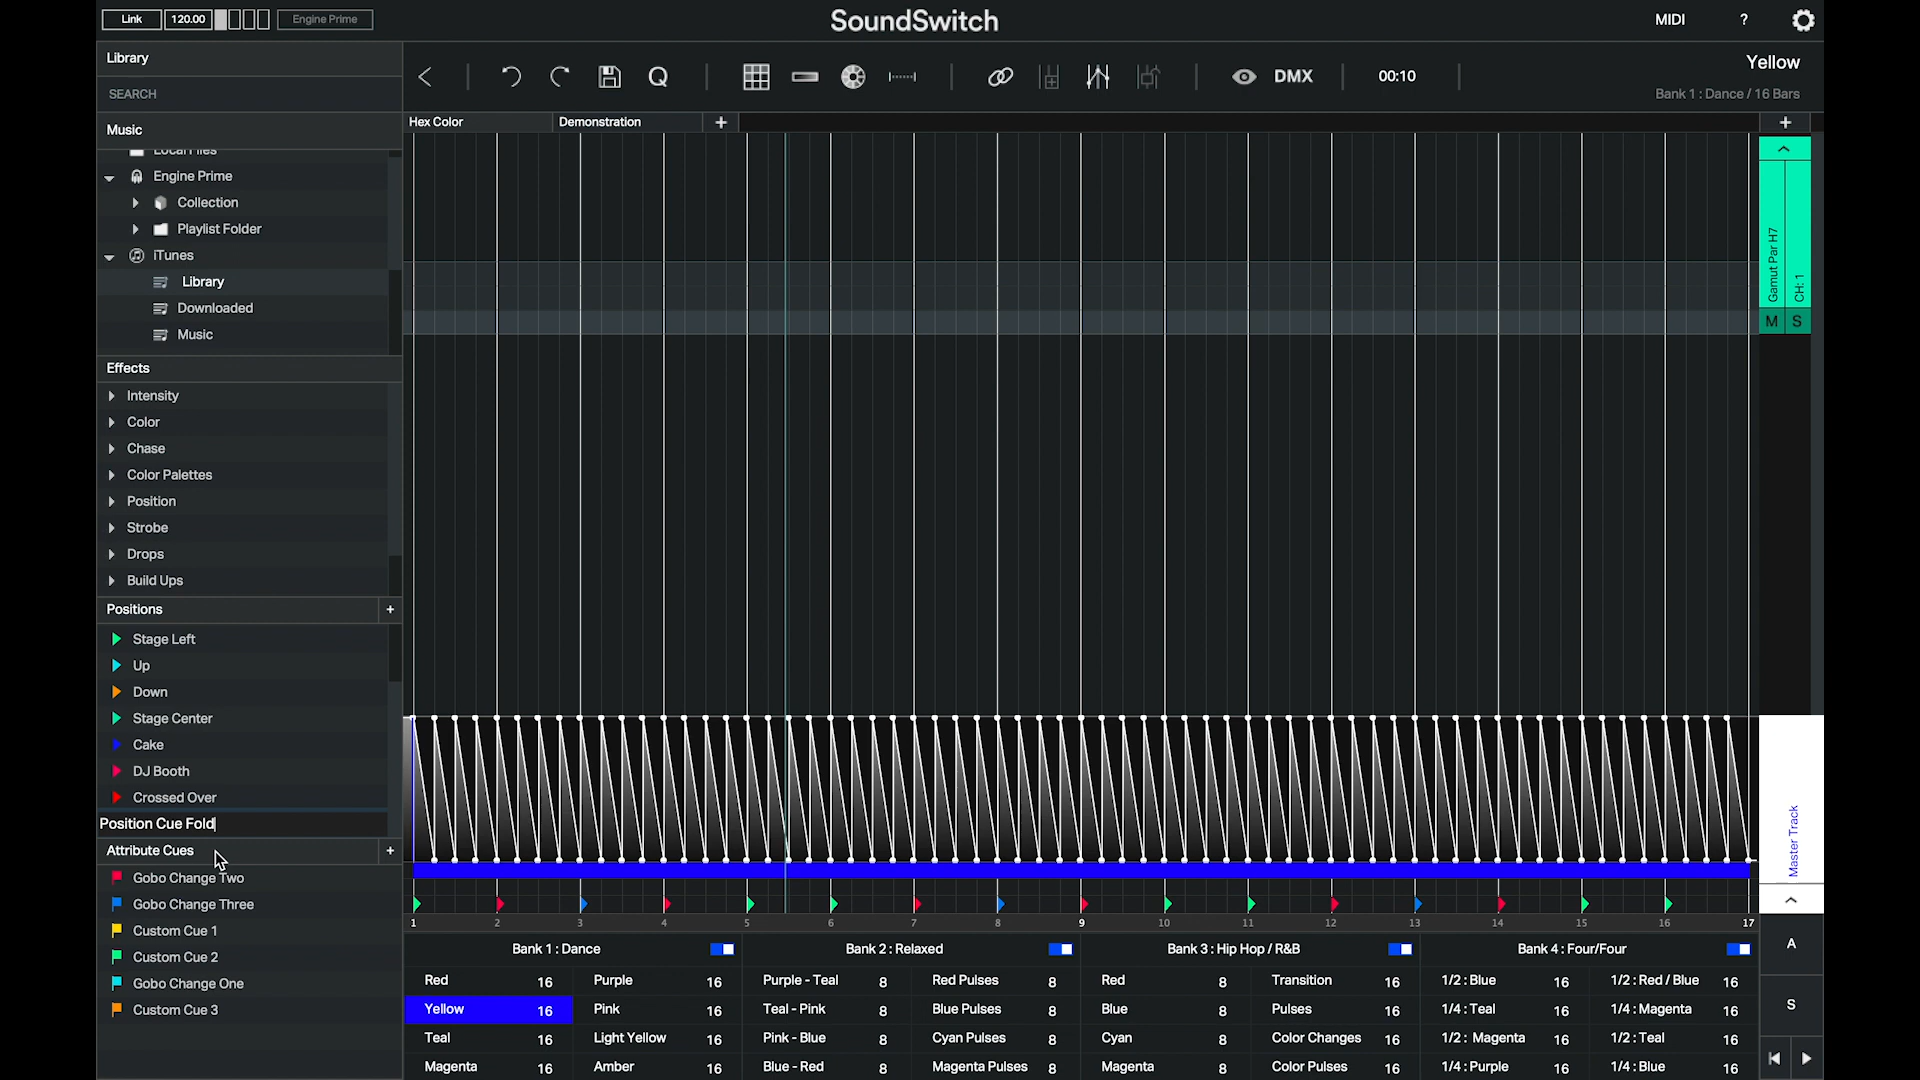 Link 120.00 Engine Prime SoundSwitch MIDI ?
Library
SEARCH
Q DMX 00:10
Yellow
Bank 1 : Dance / 16 Bars
Music
Hex Color Demonstration + +
Local Files
Engine Prime
Collection
Playlist Folder
iTunes
Library
Downloaded
Music
Gamut Par H7
CH: 1
M S
Effects
Intensity
Color
Chase
Color Palettes
Position
Strobe
Drops
Build Ups
Positions +
Stage Left
Up
Down
Stage Center
Cake
DJ Booth
Crossed Over
Position Cue Fold
Attribute Cues +
Gobo Change Two
Gobo Change Three
Custom Cue 1
Custom Cue 2
Gobo Change One
Custom Cue 3
Master Track
1 2 3 4 5 6 7 8 9 10 11 12 13 14 15 16 17
Bank 1 : Dance Bank 2 : Relaxed Bank 3 : Hip Hop / R&B Bank 4 : Four/Four
A
Red 16 Purple 16 Purple - Teal 8 Red Pulses 8 Red 8 Transition 16 1/2 : Blue 16 1/2 : Red / Blue 16
Yellow 16 Pink 16 Teal - Pink 8 Blue Pulses 8 Blue 8 Pulses 16 1/4 : Teal 16 1/4 : Magenta 16
S
Teal 16 Light Yellow 16 Pink - Blue 8 Cyan Pulses 8 Cyan 8 Color Changes 16 1/2 : Magenta 16 1/2 : Teal 16
Magenta 16 Amber 16 Blue - Red 8 Magenta Pulses 8 Magenta 8 Color Pulses 16 1/4 : Purple 16 1/4 : Blue 16